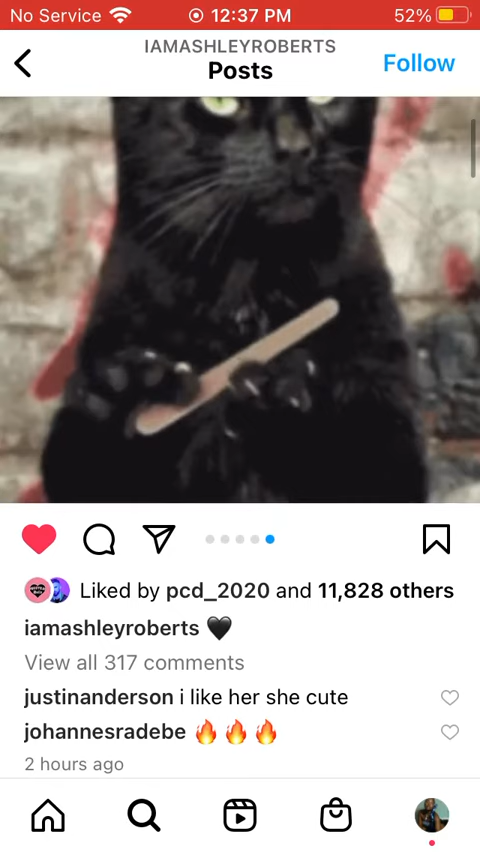 No Service 12:37 PM 52%
IAMASHLEYROBERTS
Posts
Follow
Liked by pcd_2020 and 11,828 others
iamashleyroberts 🖤
View all 317 comments
justinanderson i like her she cute
johannesradebe 🔥🔥🔥
2 hours ago